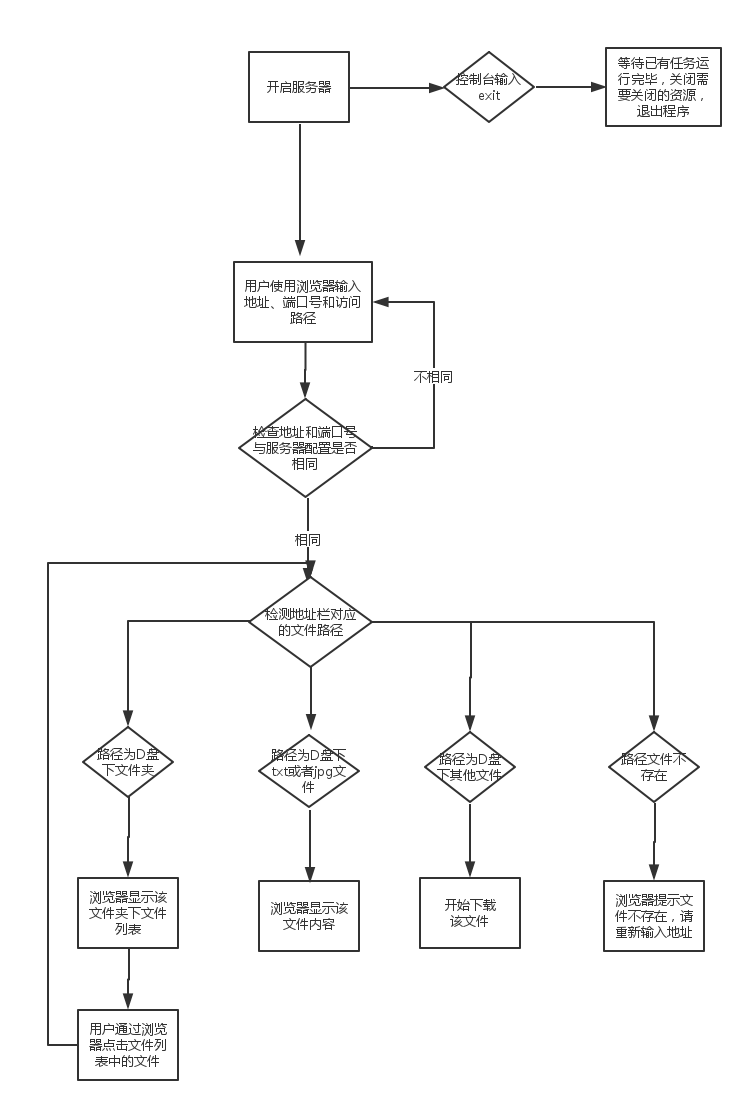 开启服务器
控制台输入
exit
等待已有任务运
行完毕，关闭需
要关闭的资源，
退出程序
用户使用浏览器输入
地址、端口号和访问
路径
不相同
检查地址和端口号
与服务器配置是否
相同
相同
检测地址栏对应
的文件路径
路径为D盘
下文件夹
路径为D盘下
txt或者jpg文
件
路径为D盘
下其他文件
路径文件不
存在
浏览器显示该
文件夹下文件
列表
浏览器显示该
文件内容
开始下载
该文件
浏览器提示文
件不存在，请
重新输入地址
用户通过浏览
器点击文件列
表中的文件